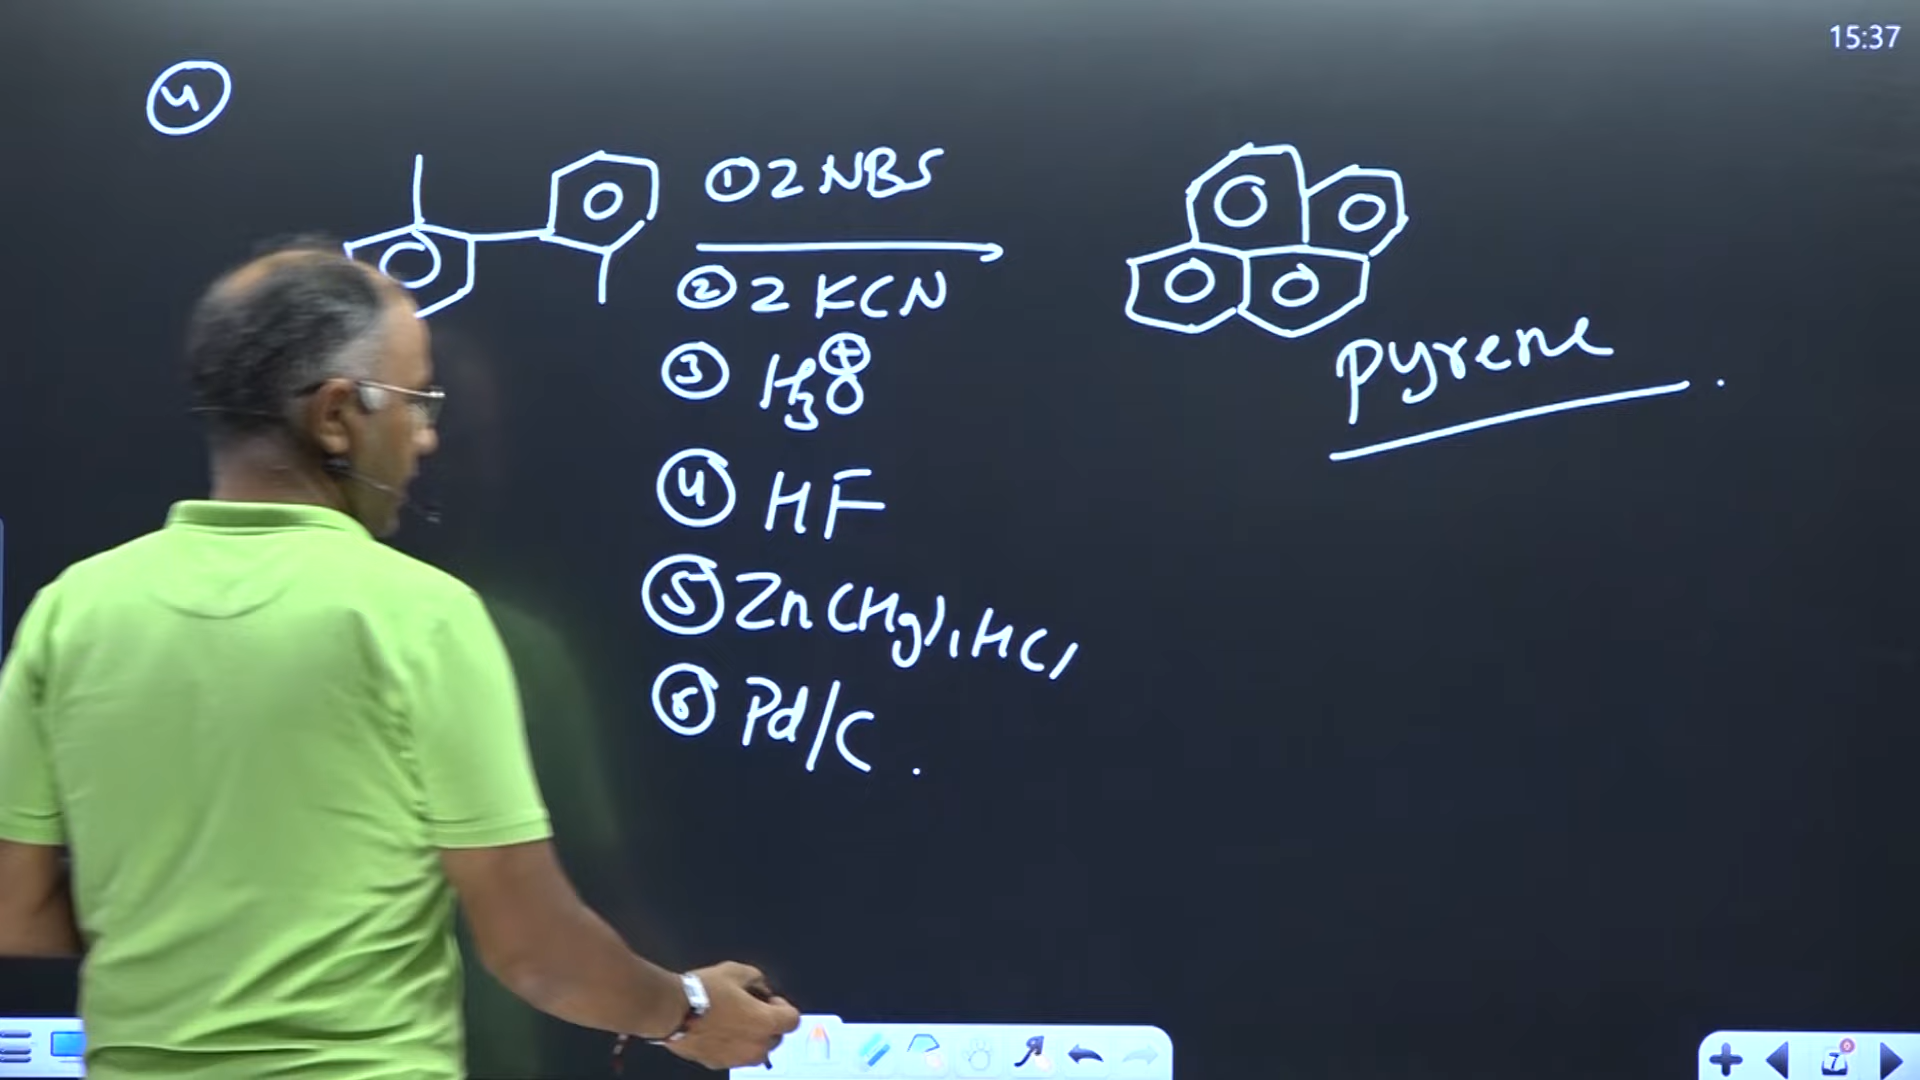 15:37
④
① 2 NBS
② 2 KCN
③ H₃O⊕
④ HF
⑤ Zn(Hg), HCl
⑥ Pd/C.
pyrene.
7